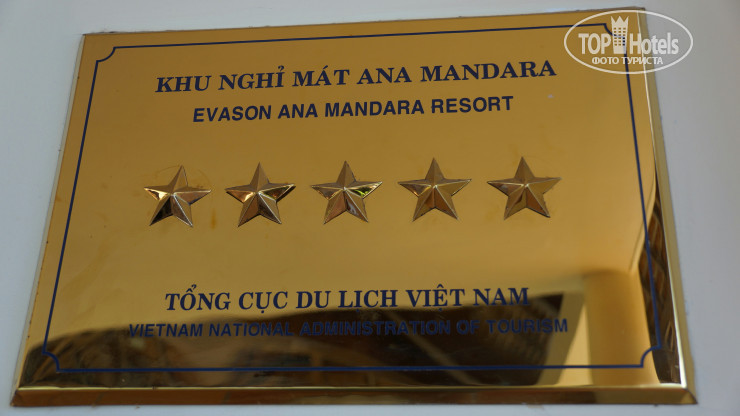 TOP Hotels
ФОТО ТУРИСТА
KHU NGHỈ MÁT ANA MANDARA
EVASON ANA MANDARA RESORT
TỔNG CỤC DU LỊCH VIỆT NAM
VIETNAM NATIONAL ADMINISTRATION OF TOURISM